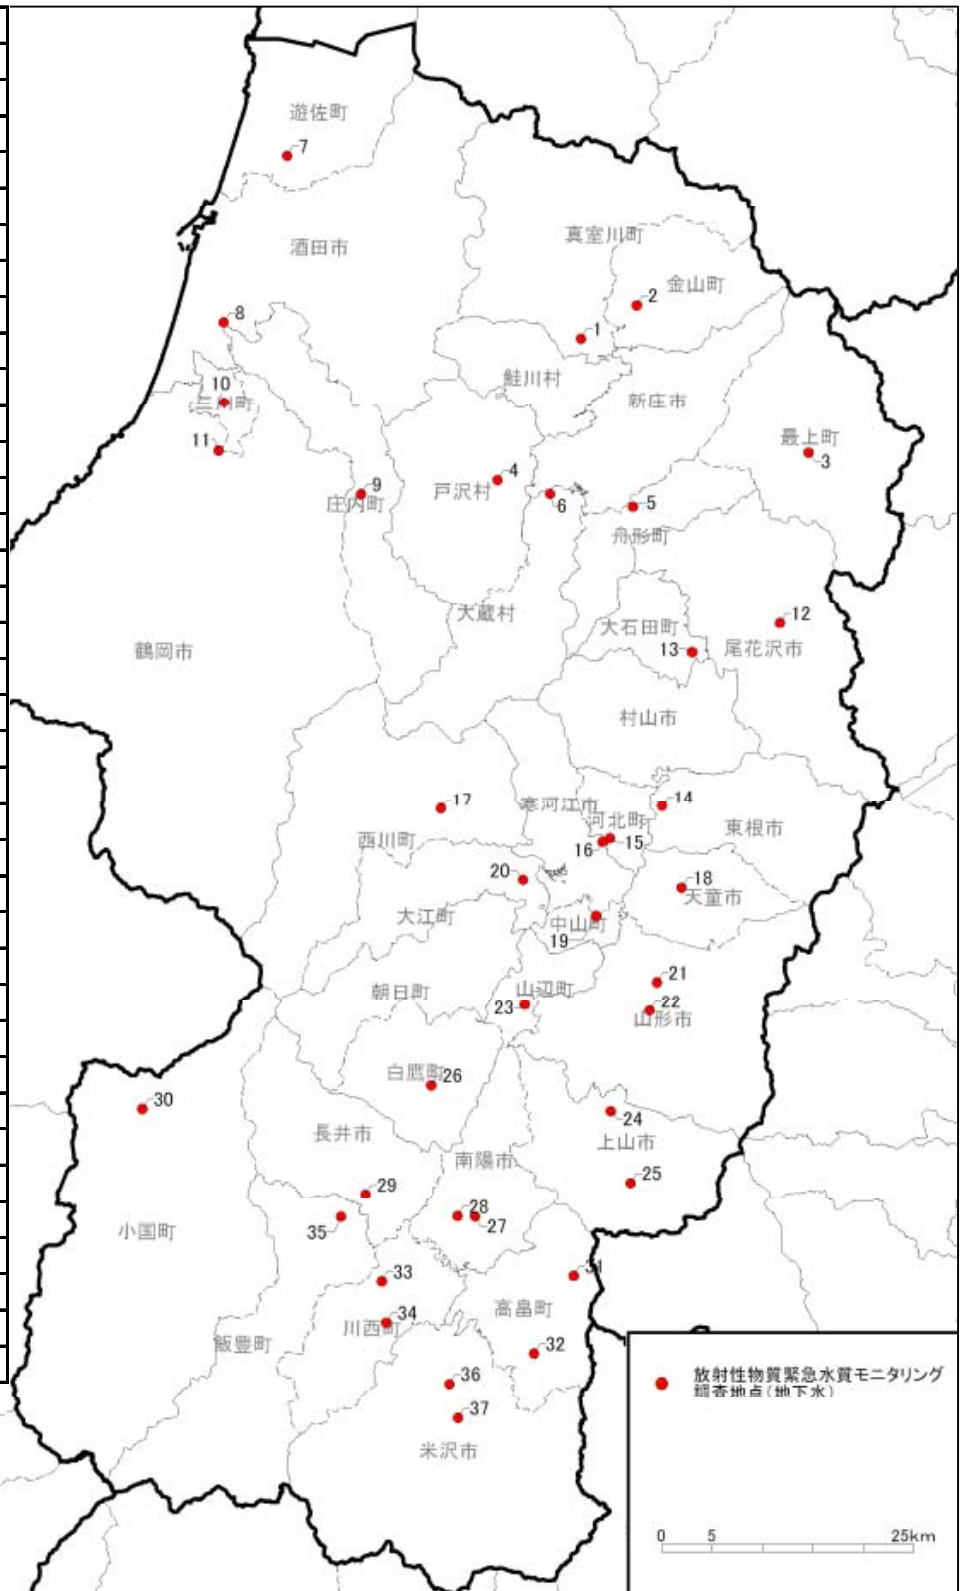 遊佐町
7
酒田市
真室川町
金山町
2
8
1
鮭川村
10
三川町
新庄市
11
最上町
3
4
戸沢村
9
庄内町
6
5
舟形町
大蔵村
大石田町
12
13
尾花沢市
鶴岡市
村山市
17
寒河江市
14
河北町
東根市
西川町
16
15
20
18
天童市
大江町
中山町
19
21
朝日町
山辺町
23
22
山形市
白鷹町
26
30
24
長井市
上山市
南陽市
25
29
28
27
35
小国町
31
33
高畠町
34
川西町
飯豊町
32
36
37
米沢市
放射性物質緊急水質モニタリング
調査地点(地下水)
0 5 25km